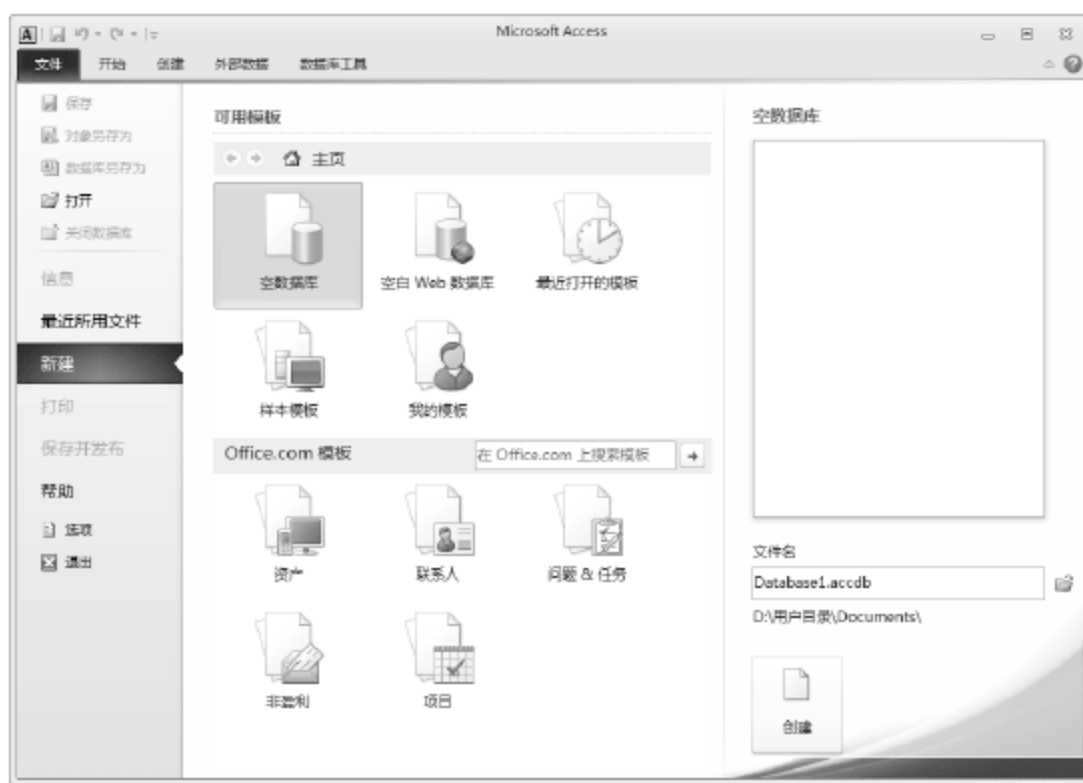 Microsoft Access
文件 开始 创建 外部数据 数据库工具
保存
对象另存为
数据库另存为
打开
关闭数据库
信息
最近所用文件
新建
打印
保存并发布
帮助
选项
退出
可用模板
主页
空数据库 空白 Web 数据库 最近打开的模板
样本模板 我的模板
Office.com 模板 在 Office.com 上搜索模板
资产 联系人 问题 & 任务
非盈利 项目
空数据库
文件名
Database1.accdb
D:\用户目录\Documents\
创建